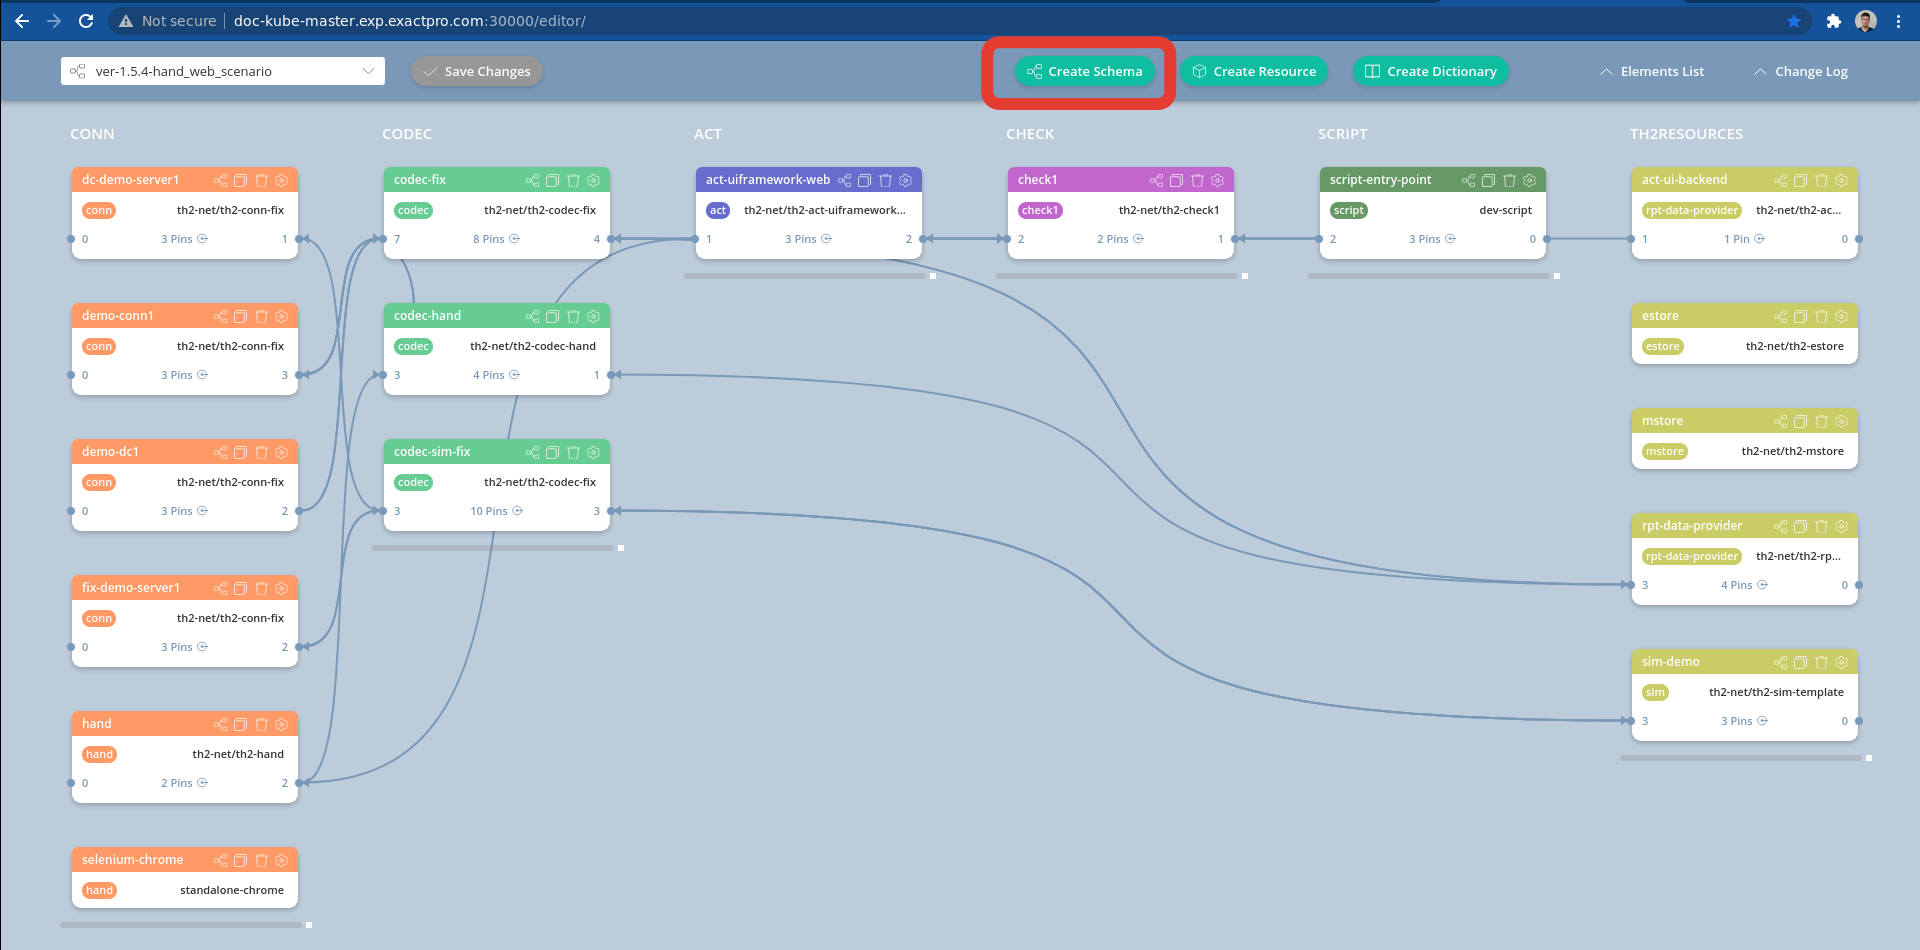 Not secure doc-kube-master.exp.exactpro.com:30000/editor/
ver-1.5.4-hand_web_scenario Save Changes Create Schema Create Resource Create Dictionary Elements List Change Log
CONN CODEC ACT CHECK SCRIPT TH2RESOURCES
dc-demo-server1 codec-fix act-uiframework-web check1 script-entry-point act-ui-backend
conn th2-net/th2-conn-fix codec th2-net/th2-codec-fix act th2-net/th2-act-uiframework... check1 th2-net/th2-check1 script dev-script rpt-data-provider th2-net/th2-ac...
0 3 Pins 1 7 8 Pins 4 1 3 Pins 2 2 2 Pins 1 2 3 Pins 0 1 1 Pin 0
demo-conn1 codec-hand estore
conn th2-net/th2-conn-fix codec th2-net/th2-codec-hand estore th2-net/th2-estore
0 3 Pins 3 3 4 Pins 1
mstore
demo-dc1 codec-sim-fix mstore th2-net/th2-mstore
conn th2-net/th2-conn-fix codec th2-net/th2-codec-fix
0 3 Pins 2 3 10 Pins 3
rpt-data-provider
rpt-data-provider th2-net/th2-rp...
fix-demo-server1 3 4 Pins 0
conn th2-net/th2-conn-fix
0 3 Pins 2
sim-demo
sim th2-net/th2-sim-template
hand 3 3 Pins 0
hand th2-net/th2-hand
0 2 Pins 2
selenium-chrome
hand standalone-chrome